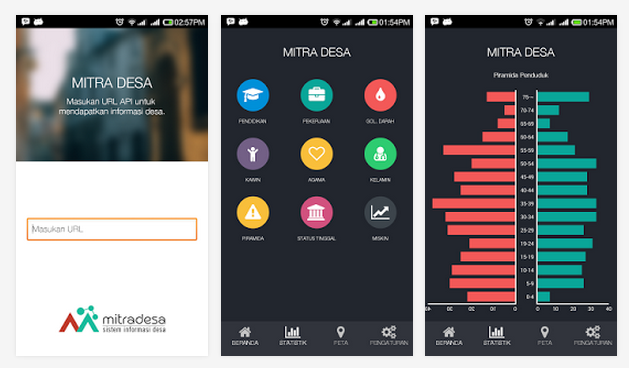 02:57PM
MITRA DESA
Masukan URL API untuk
mendapatkan informasi desa.
Masukan URL
mitradesa
sistem informasi desa
01:54PM
MITRA DESA
PENDIDIKAN
PEKERJAAN
GOL. DARAH
KAWIN
AGAMA
KELAMIN
PIRAMIDA
STATUS TINGGAL
MISKIN
BERANDA
STATISTIK
PETA
PENGATURAN
01:54PM
MITRA DESA
Piramida Penduduk
75--
70-74
65-69
60-64
55-59
50-54
45-49
40-44
35-39
30-34
25-29
20-24
15-19
10-14
5-9
0-4
40
0
0
10
20
30
40
BERANDA
STATISTIK
PETA
PENGATURAN